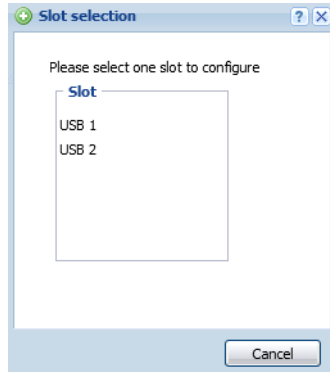 Slot selection
?
Please select one slot to configure
Slot
USB 1
USB 2
Cancel